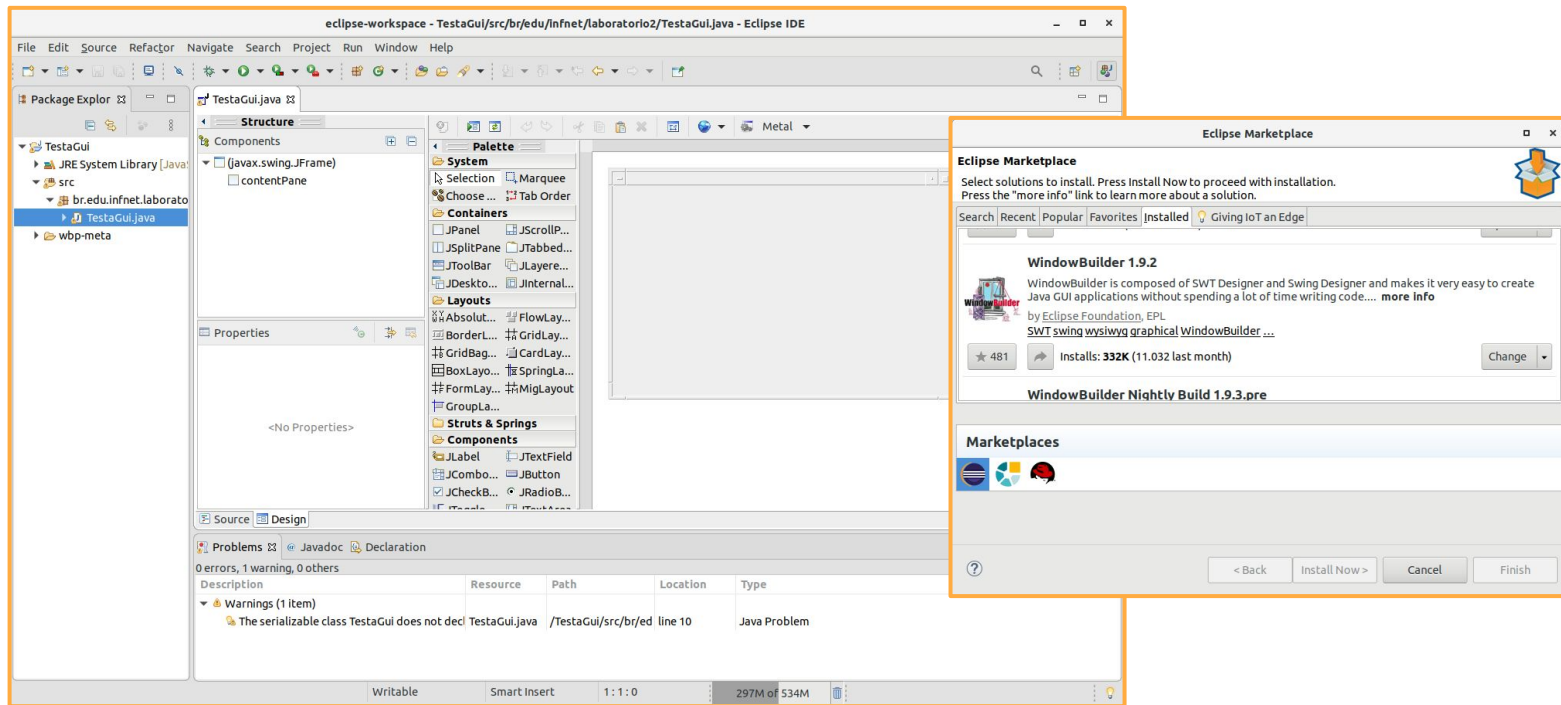 eclipse-workspace - TestaGui/src/br/edu/infnet/laboratorio2/TestaGui.java - Eclipse IDE
File Edit Source Refactor Navigate Search Project Run Window Help
Package Explor
TestaGui
JRE System Library [Java
src
br.edu.infnet.laborato
TestaGui.java
wbp-meta
TestaGui.java
Structure
Components
(javax.swing.JFrame)
contentPane
Properties
<No Properties>
Metal
Palette
System
Selection Marquee
Choose ... Tab Order
Containers
JPanel JScrollP...
JSplitPane JTabbed...
JToolBar JLayere...
JDeskto... JInternal...
Layouts
Absolut... FlowLay...
BorderL... GridLay...
GridBag... CardLay...
BoxLayo... SpringLa...
FormLay... MigLayout
GroupLa...
Struts & Springs
Components
JLabel JTextField
JCombo... JButton
JCheckB... JRadioB...
Source Design
Problems Javadoc Declaration
0 errors, 1 warning, 0 others
Description Resource Path Location Type
Warnings (1 item)
The serializable class TestaGui does not decl TestaGui.java /TestaGui/src/br/ed line 10 Java Problem
Writable Smart Insert 1:1:0 297M of 534M
Eclipse Marketplace
Eclipse Marketplace
Select solutions to install. Press Install Now to proceed with installation.
Press the "more info" link to learn more about a solution.
Search Recent Popular Favorites Installed Giving IoT an Edge
WindowBuilder 1.9.2
WindowBuilder is composed of SWT Designer and Swing Designer and makes it very easy to create
Java GUI applications without spending a lot of time writing code.... more info
WindowBuilder
by Eclipse Foundation, EPL
SWT swing wysiwyg graphical WindowBuilder ...
481 Installs: 332K (11.032 last month) Change
WindowBuilder Nightly Build 1.9.3.pre
Marketplaces
< Back Install Now > Cancel Finish